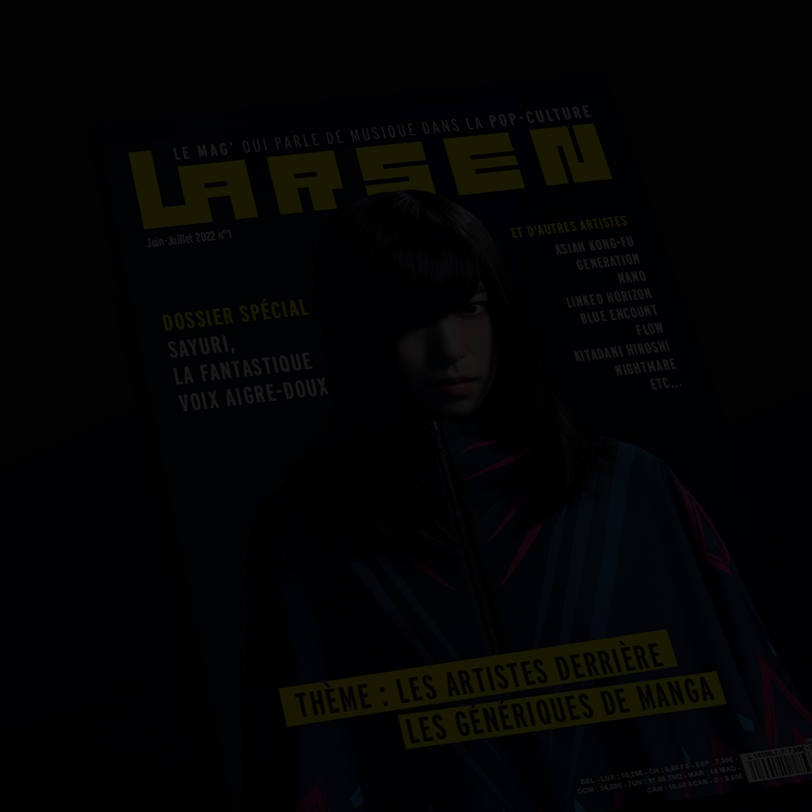 LE MAG' QUI PARLE DE MUSIQUE DANS LA POP-CULTURE
LARSEN
Juin-Juillet 2022 n°1
DOSSIER SPÉCIAL
SAYURI,
LA FANTASTIQUE
VOIX AIGRE-DOUX
ET D'AUTRES ARTISTES
ASIAN KONG-FU
GENERATION
NANO
LINKED HORIZON
BLUE ENCOUNT
FLOW
KITADANI HIROSHI
NIGHTMARE
ETC...
THÈME : LES ARTISTES DERRIÈRE
LES GÉNÉRIQUES DE MANGA